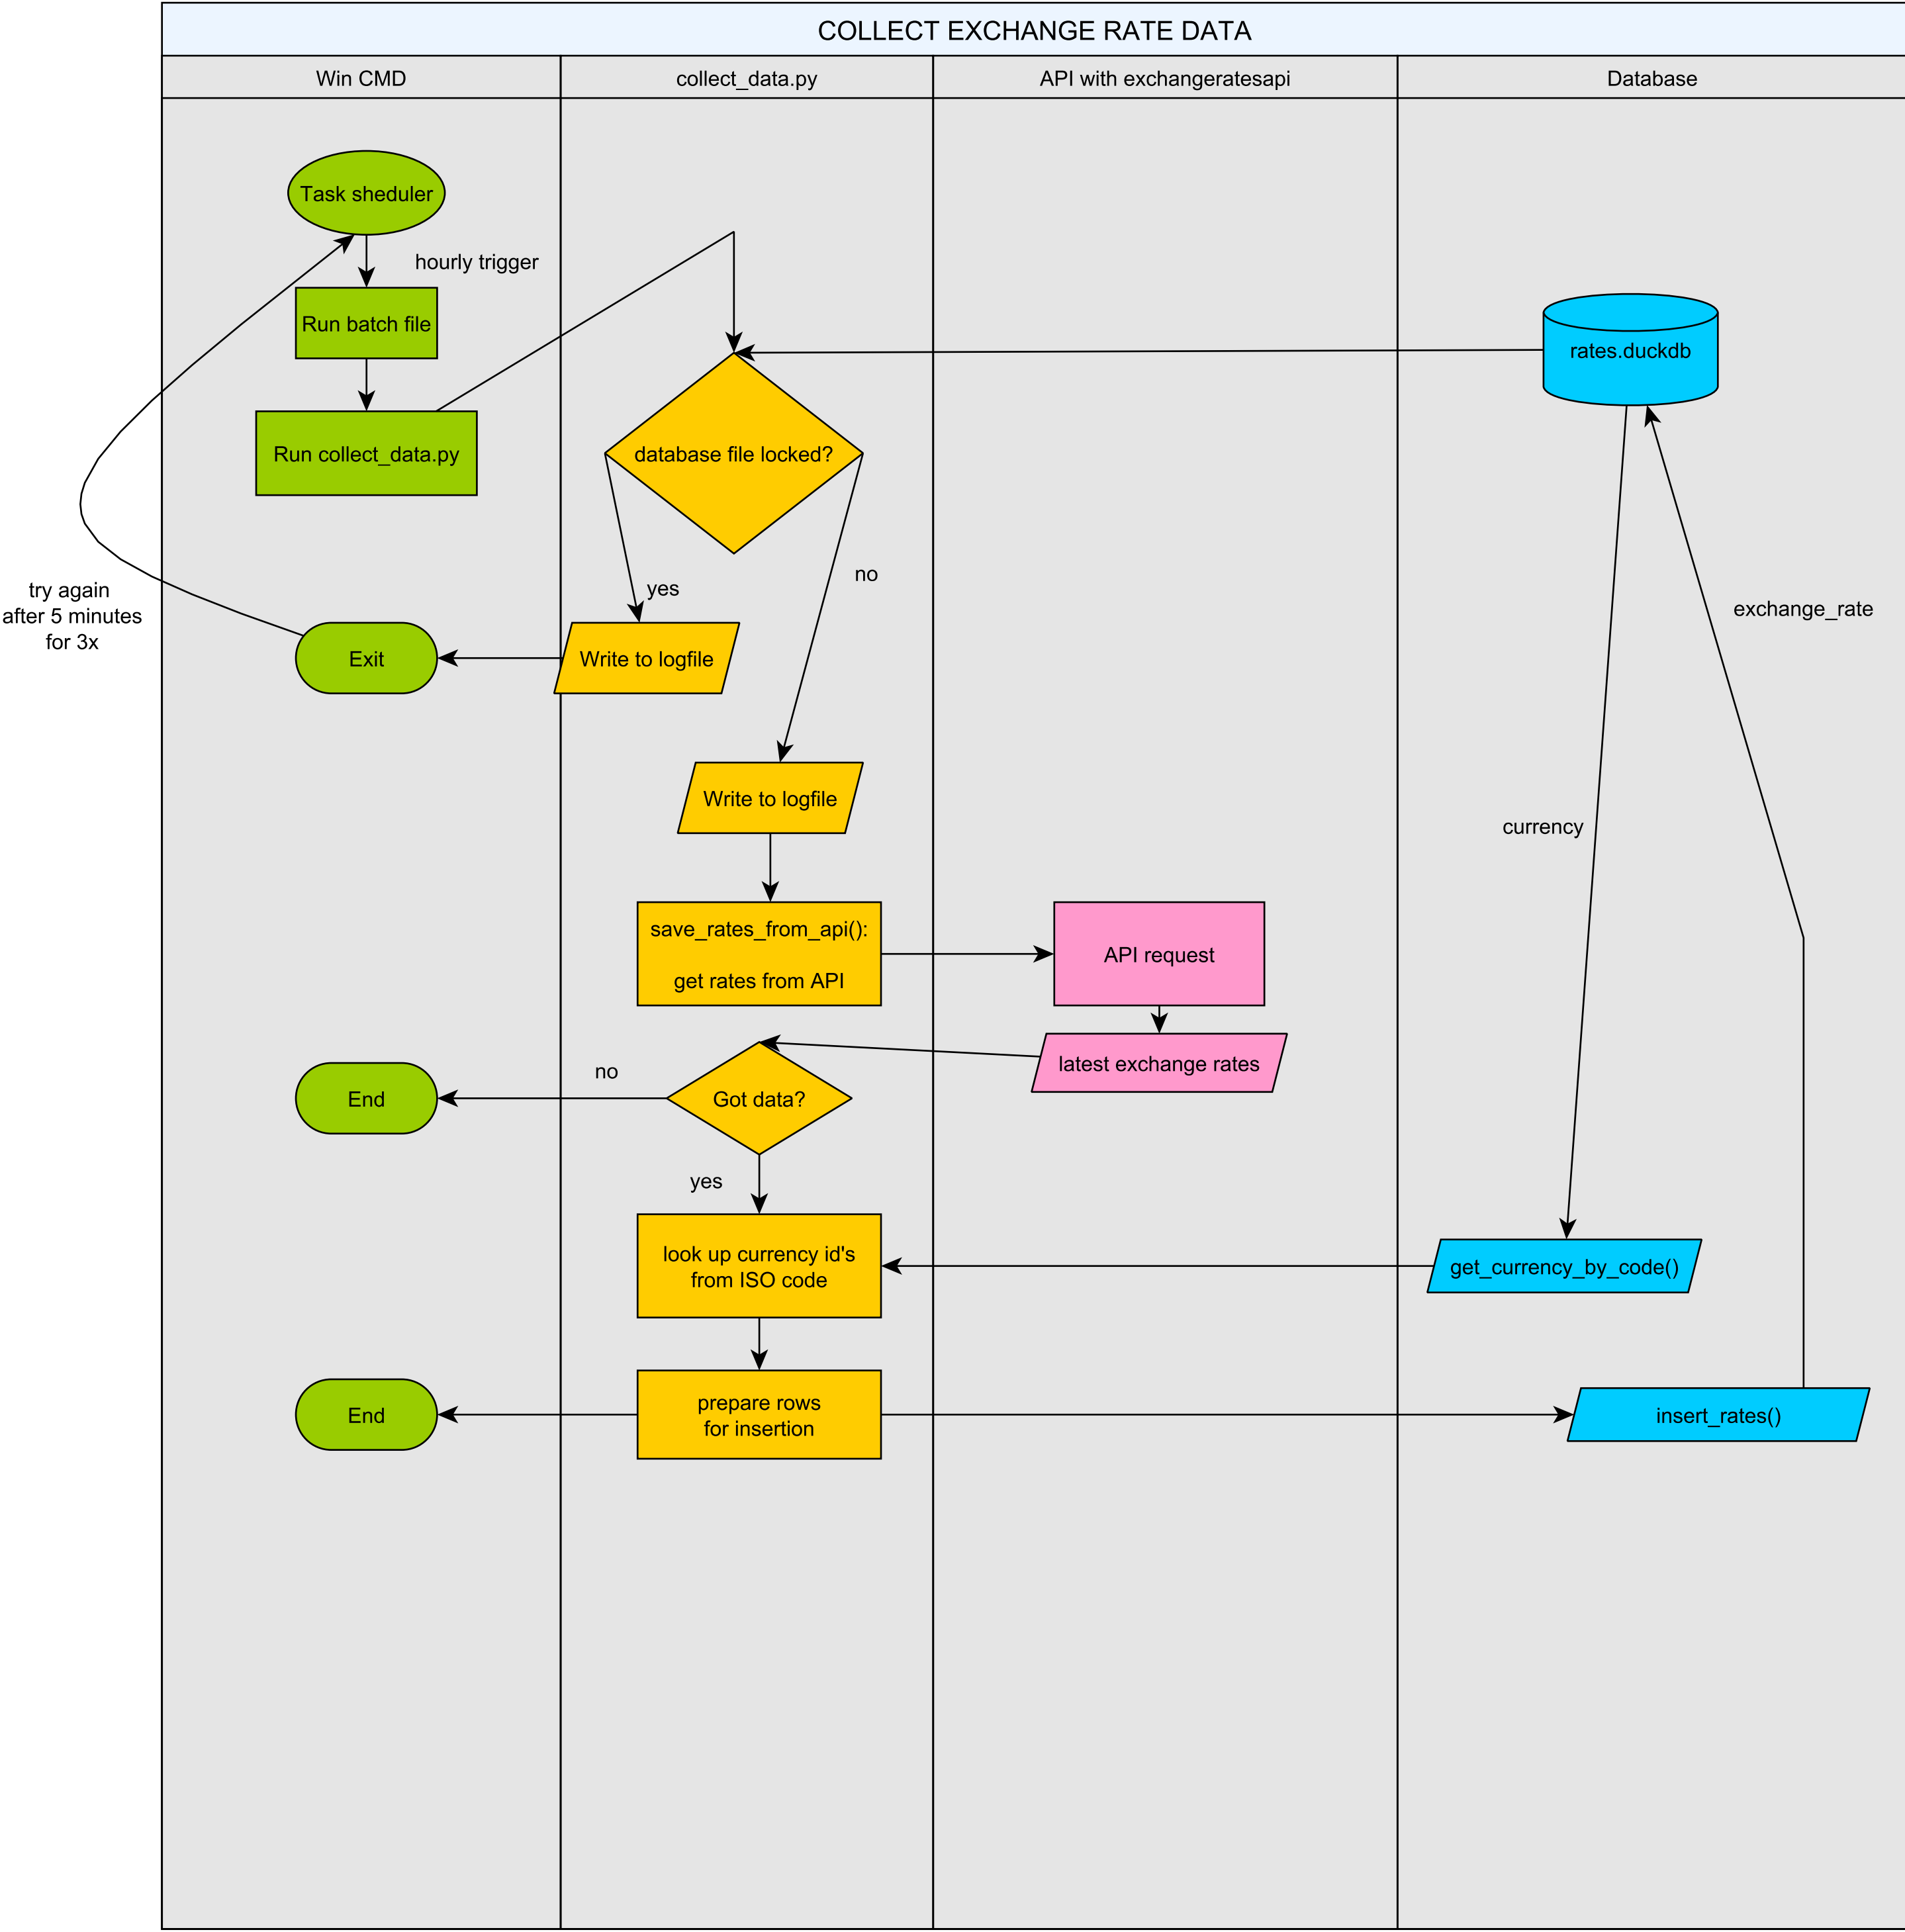 COLLECT EXCHANGE RATE DATA
Win CMD
collect_data.py
API with exchangeratesapi
Database
Task sheduler
hourly trigger
Run batch file
rates.duckdb
Run collect_data.py
database file locked?
no
yes
try again
after 5 minutes
for 3x
exchange_rate
Exit
Write to logfile
Write to logfile
currency
save_rates_from_api():
get rates from API
API request
latest exchange rates
no
End
Got data?
yes
look up currency id's
from ISO code
get_currency_by_code()
End
prepare rows
for insertion
insert_rates()